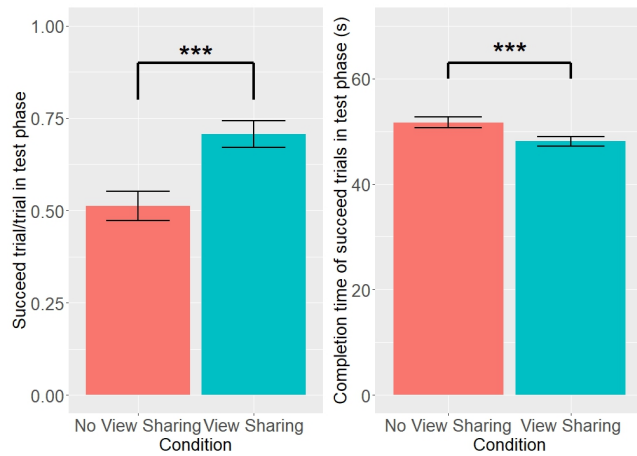 Succeed trial/trial in test phase
1.00
0.75
0.50
0.25
0.00
***
No View Sharing View Sharing
Condition
Completion time of succeed trials in test phase (s)
60
40
20
0
***
No View Sharing View Sharing
Condition